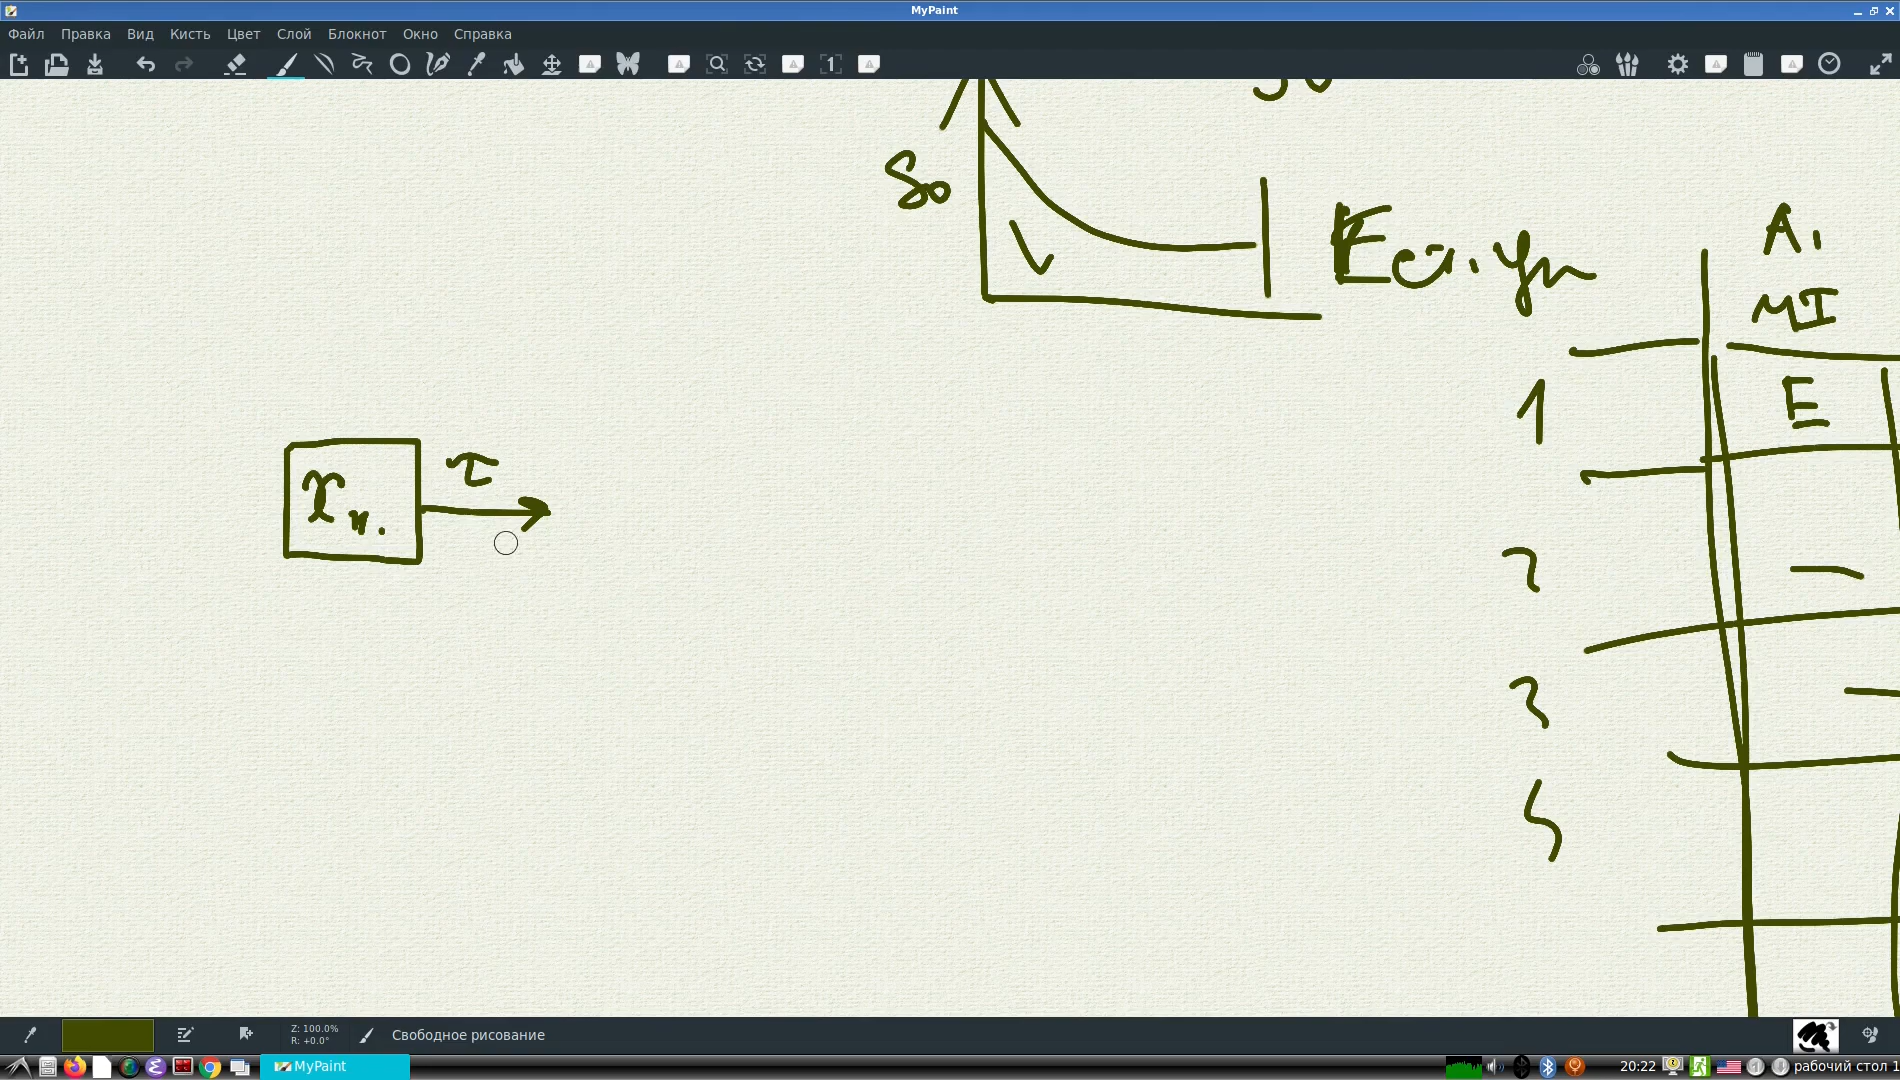 MyPaint
Файл Правка Вид Кисть Цвет Слой Блокнот Окно Справка
So
A.
MI
1
E
τ
xn.
2
3
Z: 100.0%
R: +0.0°
Свободное рисование
MyPaint
20:22
рабочий стол 1